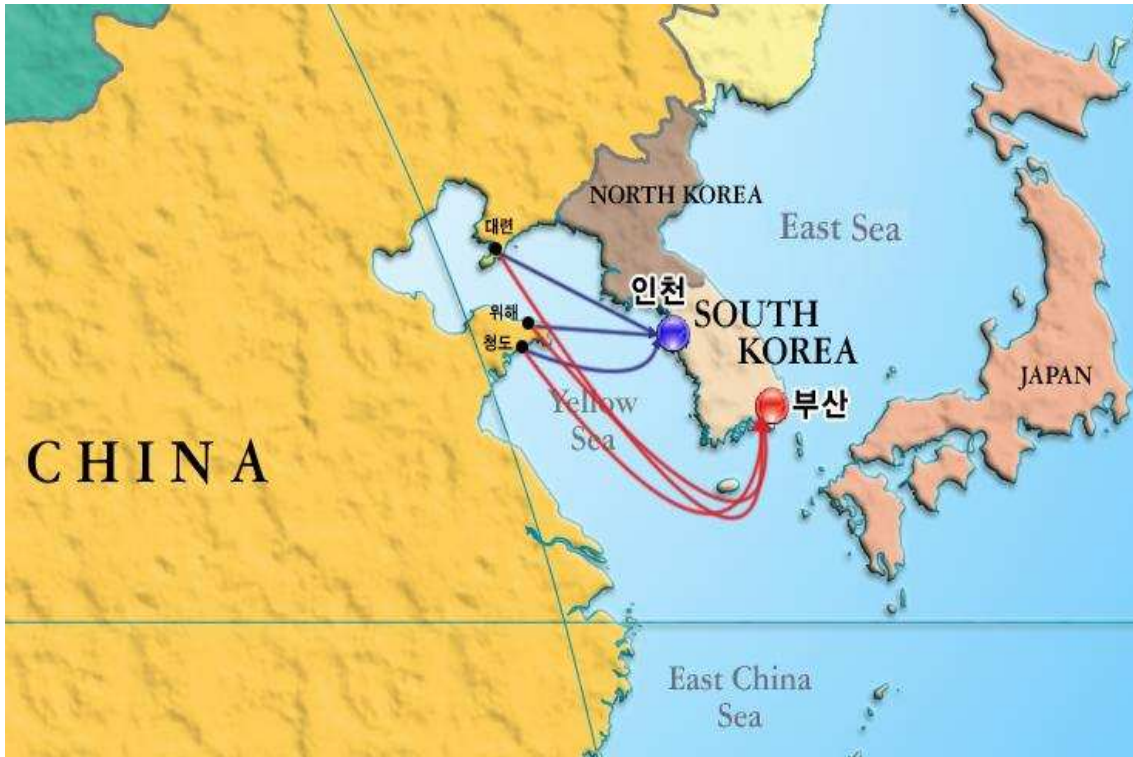 NORTH KOREA
East Sea
대련
인천
위해
SOUTH
KOREA
청도
JAPAN
부산
Yellow
Sea
CHINA
East China
Sea